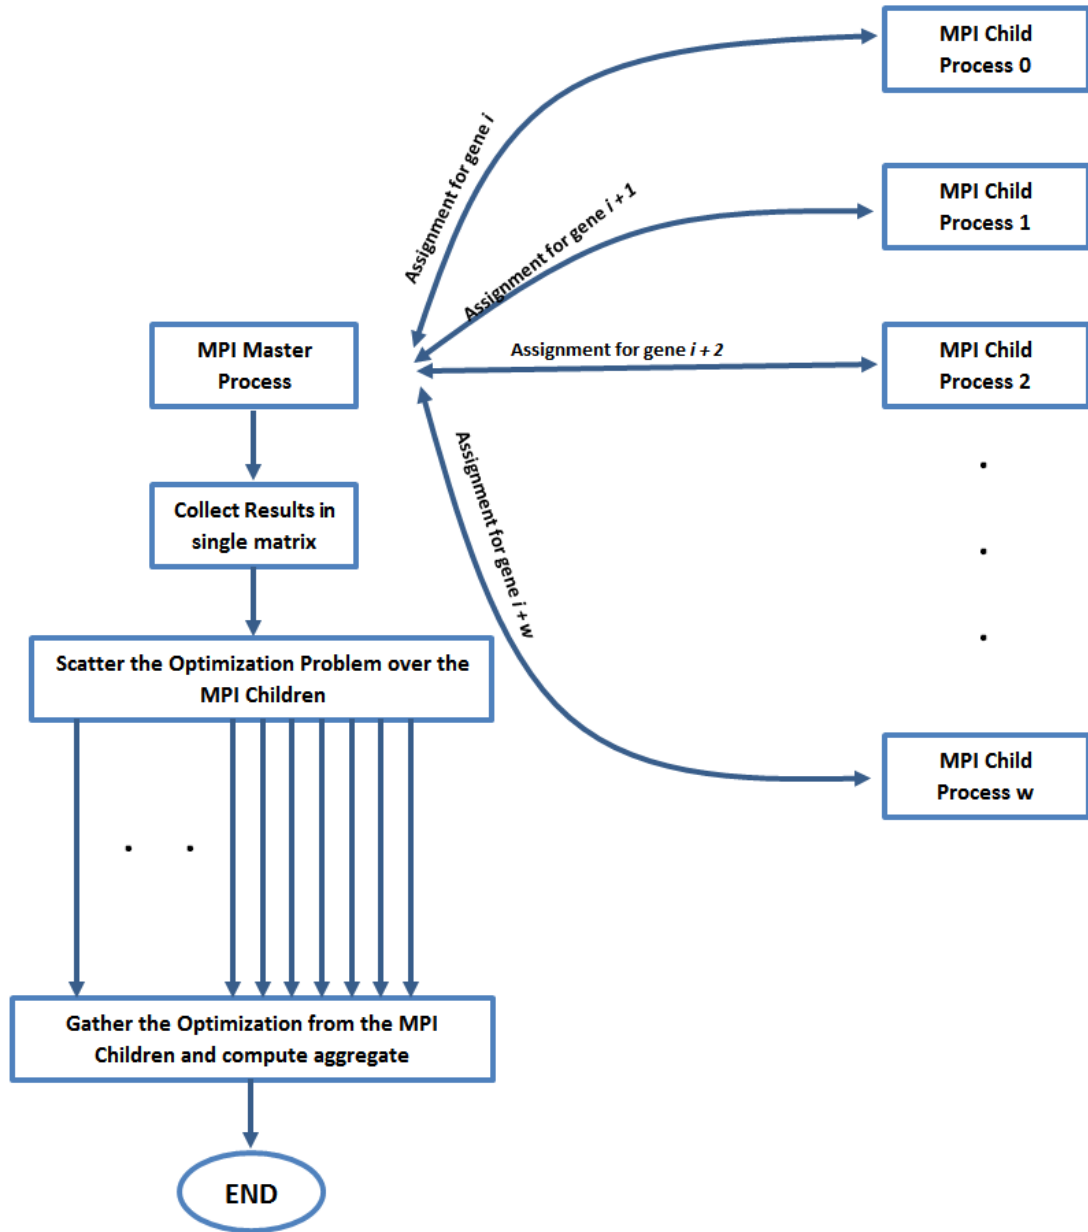 MPI Child
Process 0
Assignment for gene i
MPI Child
Process 1
Assignment for gene i + 1
MPI Master
Process
Assignment for gene i + 2
MPI Child
Process 2
Assignment for gene i + w
Collect Results in
single matrix
Scatter the Optimization Problem over the
MPI Children
MPI Child
Process w
Gather the Optimization from the MPI
Children and compute aggregate
END